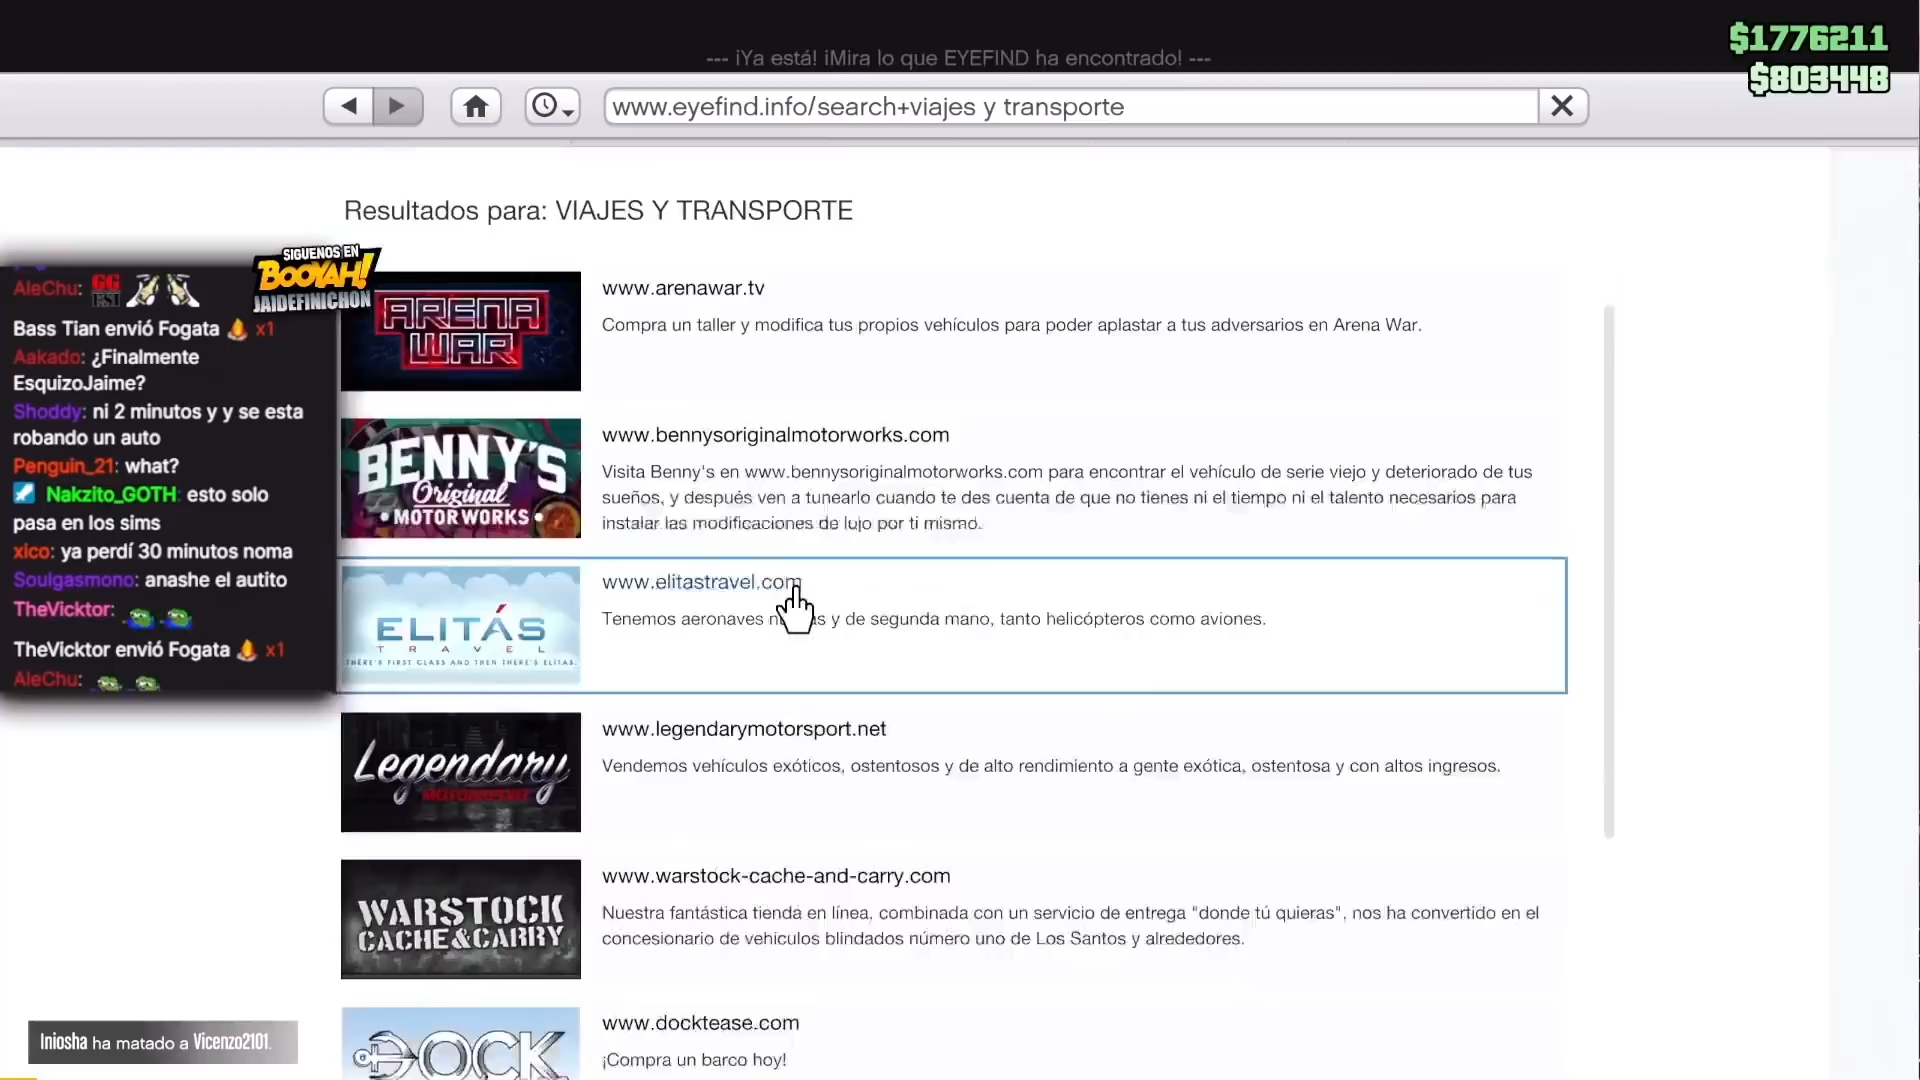 $1776211
$803448
--- ¡Ya está! ¡Mira lo que EYEFIND ha encontrado! ---
www.eyefind.info/search+viajes y transporte
Resultados para: VIAJES Y TRANSPORTE
SIGUENOS EN
BOOYAH!
JAIDEFINICHON
AleChu: GG
Bass Tian envió Fogata x1
Aakado: ¿Finalmente
EsquizoJaime?
Shoddy: ni 2 minutos y y se esta
robando un auto
Penguin_21: what?
Nakzito_GOTH: esto solo
pasa en los sims
xico: ya perdí 30 minutos noma
Soulgasmono: anashe el autito
TheVicktor:
TheVicktor envió Fogata x1
AleChu:
ARENA
WAR
www.arenawar.tv
Compra un taller y modifica tus propios vehículos para poder aplastar a tus adversarios en Arena War.
BENNY'S
Original
MOTOR WORKS
www.bennysoriginalmotorworks.com
Visita Benny's en www.bennysoriginalmotorworks.com para encontrar el vehículo de serie viejo y deteriorado de tus
sueños, y después ven a tunearlo cuando te des cuenta de que no tienes ni el tiempo ni el talento necesarios para
instalar las modificaciones de lujo por ti mismo.
ELITÁS
TRAVEL
THERE'S FIRST CLASS AND THEN THERE'S ELITAS.
www.elitastravel.com
Tenemos aeronaves y de segunda mano, tanto helicópteros como aviones.
Legendary
MOTORSPORT
www.legendarymotorsport.net
Vendemos vehículos exóticos, ostentosos y de alto rendimiento a gente exótica, ostentosa y con altos ingresos.
WARSTOCK
CACHE&CARRY
www.warstock-cache-and-carry.com
Nuestra fantástica tienda en línea, combinada con un servicio de entrega "donde tú quieras", nos ha convertido en el
concesionario de vehículos blindados número uno de Los Santos y alrededores.
DOCK
www.docktease.com
¡Compra un barco hoy!
Iniosha ha matado a Vicenzo2101.